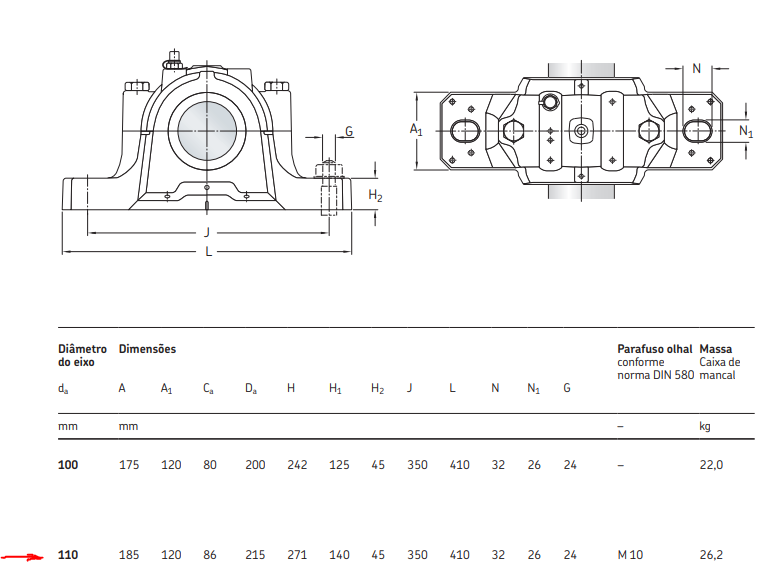 G
H2
J
L
N
A1
N1
Diâmetro do eixo
Dimensões
Parafuso olhal conforme norma DIN 580
Massa Caixa de mancal
da A A1 Ca Da H H1 H2 J L N N1 G
mm mm – kg
100 175 120 80 200 242 125 45 350 410 32 26 24 – 22,0
110 185 120 86 215 271 140 45 350 410 32 26 24 M 10 26,2